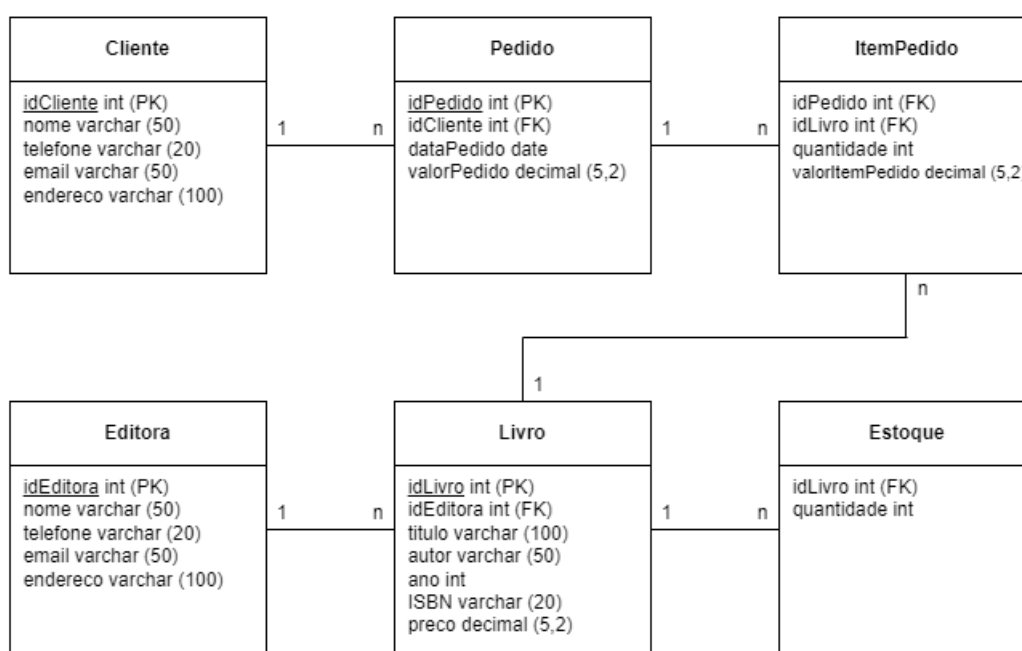 Cliente
idCliente int (PK)
nome varchar (50)
telefone varchar (20)
email varchar (50)
endereco varchar (100)
1 n
Pedido
idPedido int (PK)
idCliente int (FK)
dataPedido date
valorPedido decimal (5,2)
1 n
ItemPedido
idPedido int (FK)
idLivro int (FK)
quantidade int
valorItemPedido decimal (5,2
n
1
Editora
idEditora int (PK)
nome varchar (50)
telefone varchar (20)
email varchar (50)
endereco varchar (100)
1 n
Livro
idLivro int (PK)
idEditora int (FK)
titulo varchar (100)
autor varchar (50)
ano int
ISBN varchar (20)
preco decimal (5,2)
1 n
Estoque
idLivro int (FK)
quantidade int